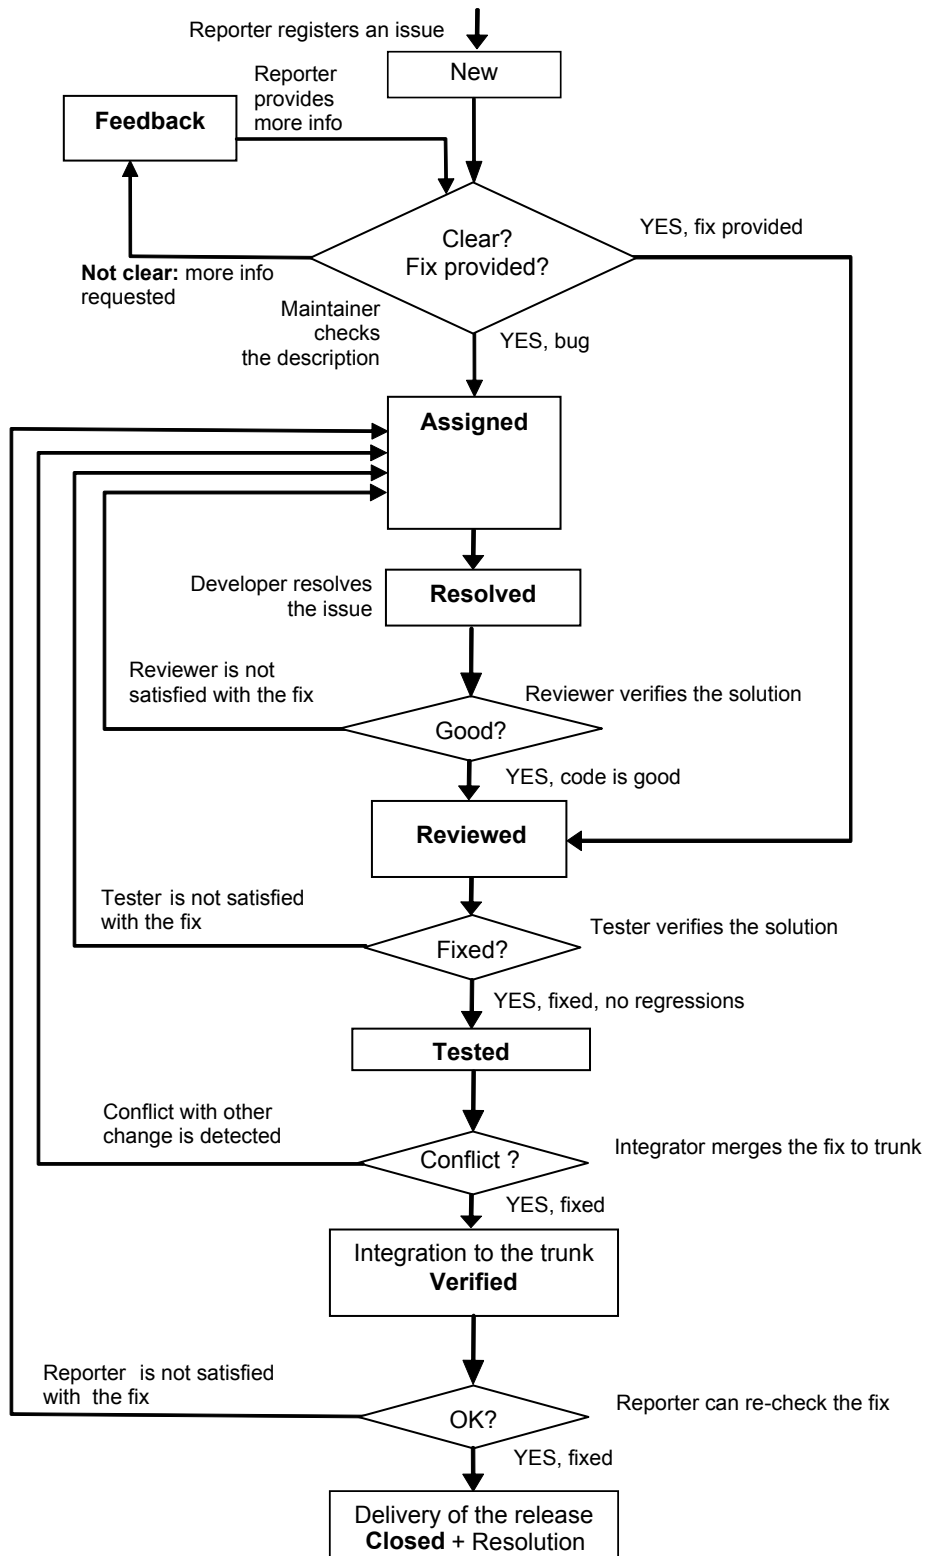 Reporter registers an issue
New
Reporter
provides
more info
Feedback
Clear?
Fix provided?
YES, fix provided
Not clear: more info
requested
Maintainer
checks
the description
YES, bug
Assigned
Developer resolves
the issue
Resolved
Reviewer is not
satisfied with the fix
Reviewer verifies the solution
Good?
YES, code is good
Reviewed
Tester is not satisfied
with the fix
Tester verifies the solution
Fixed?
YES, fixed, no regressions
Tested
Conflict with other
change is detected
Integrator merges the fix to trunk
Conflict ?
YES, fixed
Integration to the trunk
Verified
Reporter is not satisfied
with the fix
Reporter can re-check the fix
OK?
YES, fixed
Delivery of the release
Closed + Resolution